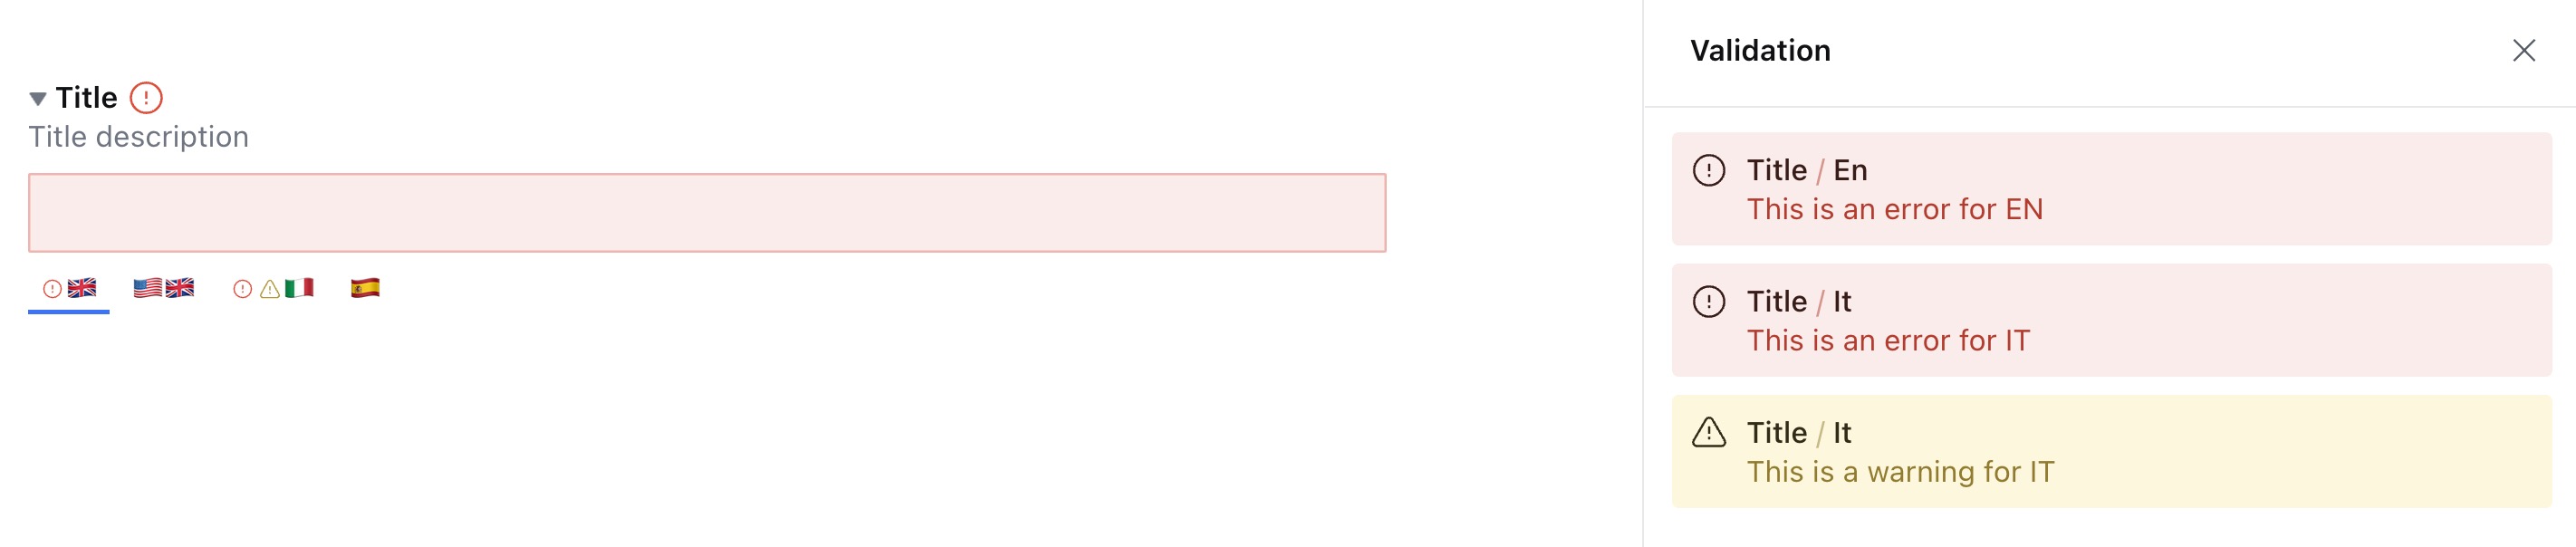 Title
Title description
Validation
Title / En
This is an error for EN
Title / It
This is an error for IT
Title / It
This is a warning for IT